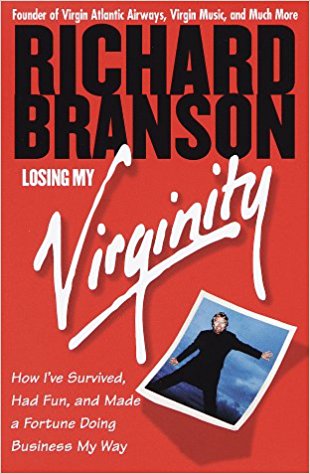 Founder of Virgin Atlantic Airways, Virgin Music, and Much More
RICHARD
BRANSON
LOSING MY
Virginity
How I've Survived,
Had Fun, and Made
a Fortune Doing
Business My Way